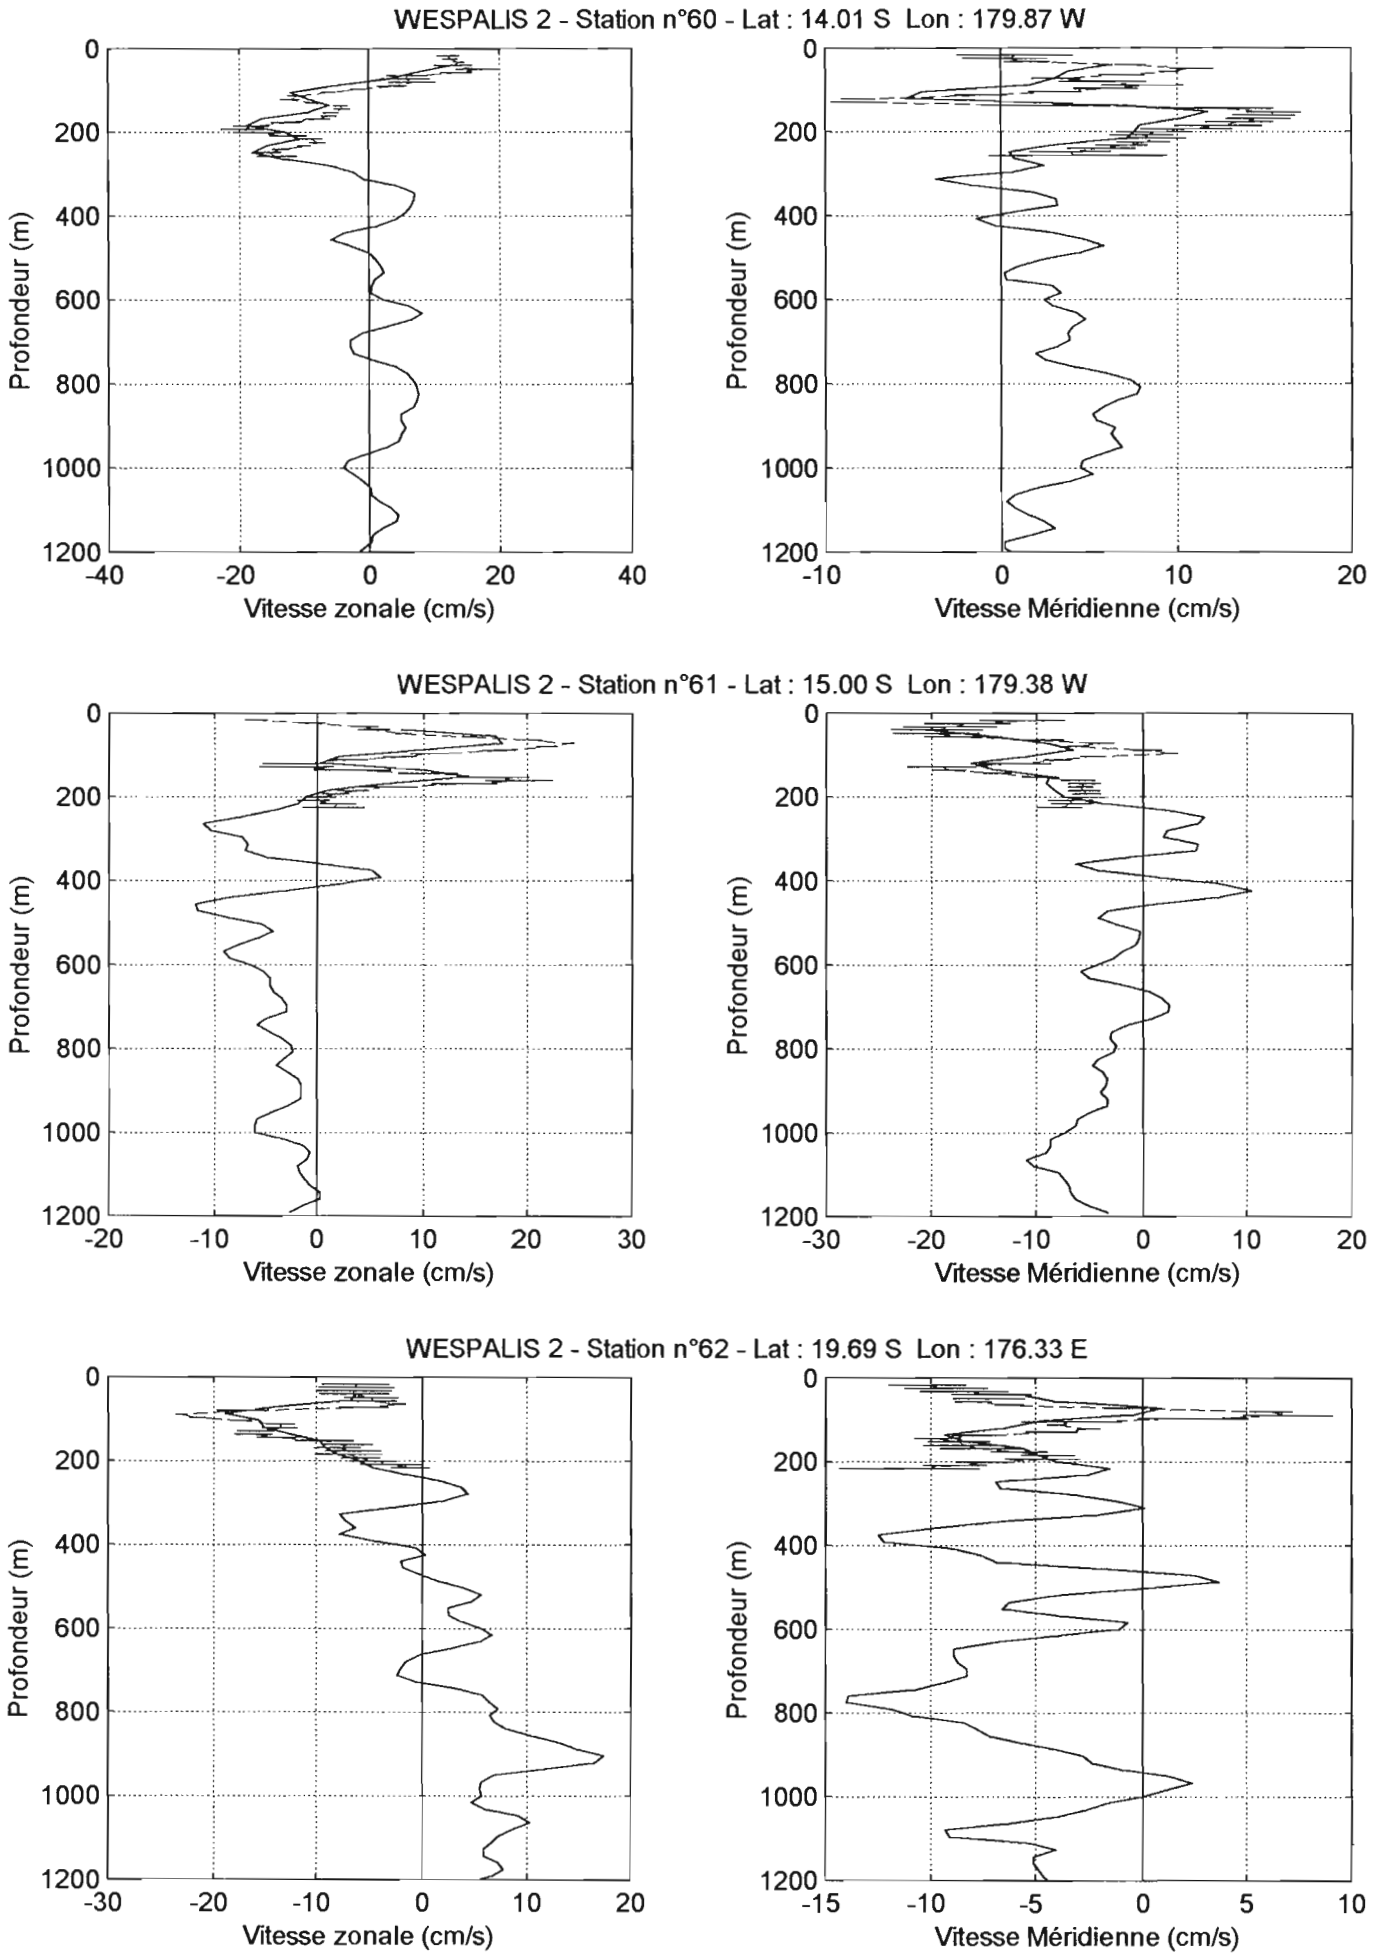 WESPALIS 2 - Station n°60 - Lat : 14.01 S Lon : 179.87 W
0
200
400
600
800
1000
1200
Profondeur (m)
-40 -20 0 20 40
Vitesse zonale (cm/s)
0
200
400
600
800
1000
1200
Profondeur (m)
-10 0 10 20
Vitesse Méridienne (cm/s)
WESPALIS 2 - Station n°61 - Lat : 15.00 S Lon : 179.38 W
0
200
400
600
800
1000
1200
Profondeur (m)
-20 -10 0 10 20 30
Vitesse zonale (cm/s)
0
200
400
600
800
1000
1200
Profondeur (m)
-30 -20 -10 0 10 20
Vitesse Méridienne (cm/s)
WESPALIS 2 - Station n°62 - Lat : 19.69 S Lon : 176.33 E
0
200
400
600
800
1000
1200
Profondeur (m)
-30 -20 -10 0 10 20
Vitesse zonale (cm/s)
0
200
400
600
800
1000
1200
Profondeur (m)
-15 -10 -5 0 5 10
Vitesse Méridienne (cm/s)